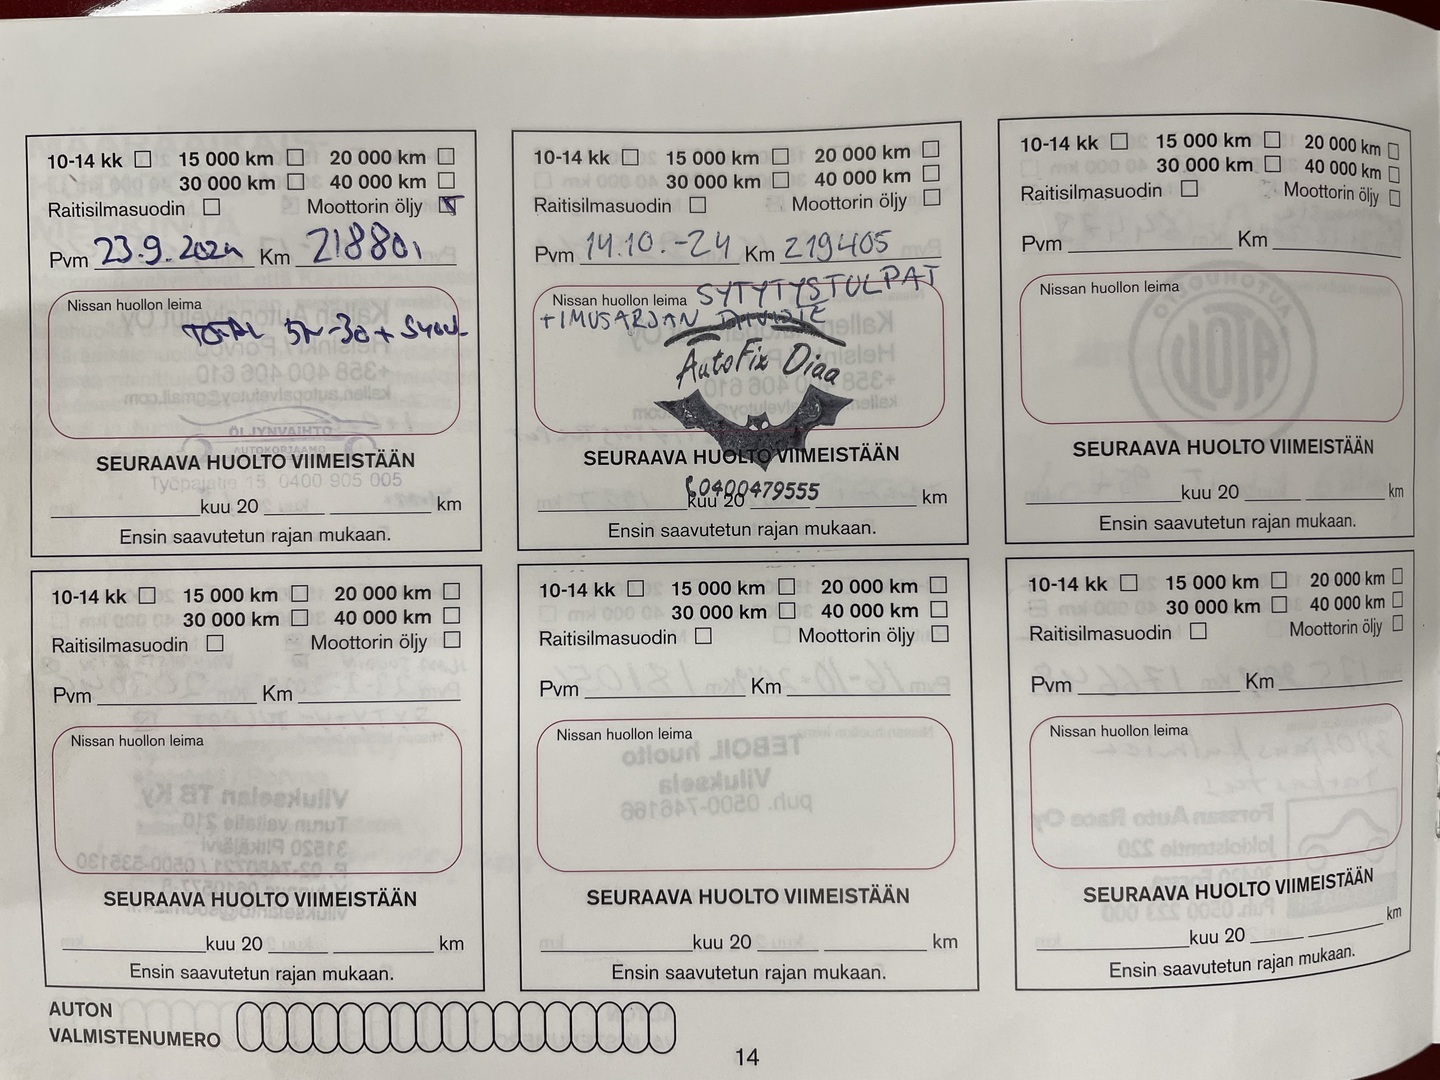 10-14 kk 15 000 km 20 000 km
30 000 km 40 000 km
Raitisilmasuodin Moottorin öljy
Pvm 23.9.2024 Km 218801
Nissan huollon leima
TOTAL 5W-30 +
ÖLJYNVAIHTO
AUTOKORJAAMO
SEURAAVA HUOLTO VIIMEISTÄÄN
Työpajatie 15, 0400 905 005
kuu 20 km
Ensin saavutetun rajan mukaan.
10-14 kk 15 000 km 20 000 km
30 000 km 40 000 km
Raitisilmasuodin Moottorin öljy
Pvm 14.10.-24 Km 219405
Nissan huollon leima SYTYTYSTULPAT
+IMUSARJAN
AutoFix Diaa
SEURAAVA HUOLTO VIIMEISTÄÄN
0400479555
kuu 20 km
Ensin saavutetun rajan mukaan.
10-14 kk 15 000 km 20 000 km
30 000 km 40 000 km
Raitisilmasuodin Moottorin öljy
Pvm Km
Nissan huollon leima
SEURAAVA HUOLTO VIIMEISTÄÄN
kuu 20 km
Ensin saavutetun rajan mukaan.
10-14 kk 15 000 km 20 000 km
30 000 km 40 000 km
Raitisilmasuodin Moottorin öljy
Pvm Km
Nissan huollon leima
SEURAAVA HUOLTO VIIMEISTÄÄN
kuu 20 km
Ensin saavutetun rajan mukaan.
10-14 kk 15 000 km 20 000 km
30 000 km 40 000 km
Raitisilmasuodin Moottorin öljy
Pvm Km
Nissan huollon leima
SEURAAVA HUOLTO VIIMEISTÄÄN
kuu 20 km
Ensin saavutetun rajan mukaan.
10-14 kk 15 000 km 20 000 km
30 000 km 40 000 km
Raitisilmasuodin Moottorin öljy
Pvm Km
Nissan huollon leima
SEURAAVA HUOLTO VIIMEISTÄÄN
kuu 20 km
Ensin saavutetun rajan mukaan.
AUTON
VALMISTENUMERO
14